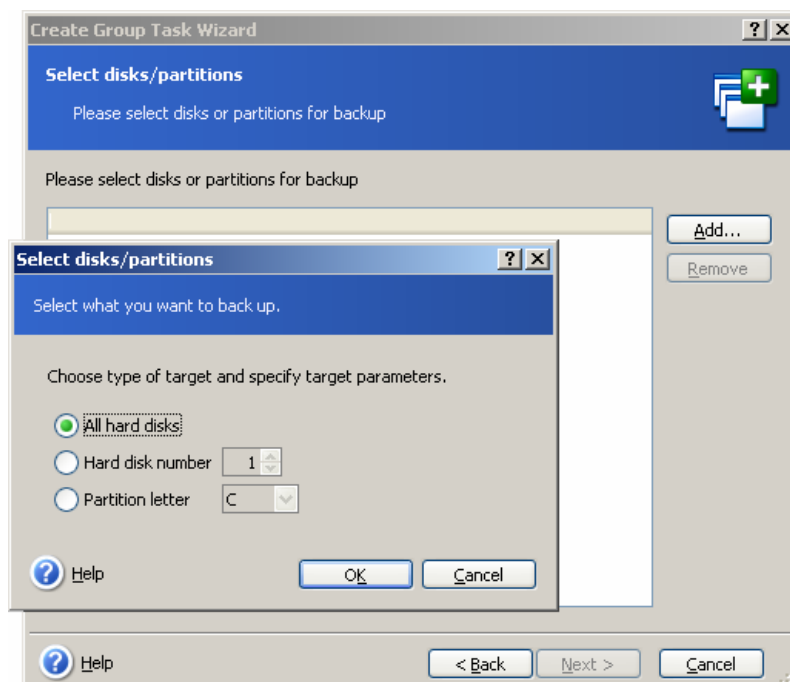 Create Group Task Wizard
Select disks/partitions
Please select disks or partitions for backup
Please select disks or partitions for backup
Add...
Remove
Select disks/partitions
Select what you want to back up.
Choose type of target and specify target parameters.
All hard disks
Hard disk number 1
Partition letter C
Help OK Cancel
Help < Back Next > Cancel